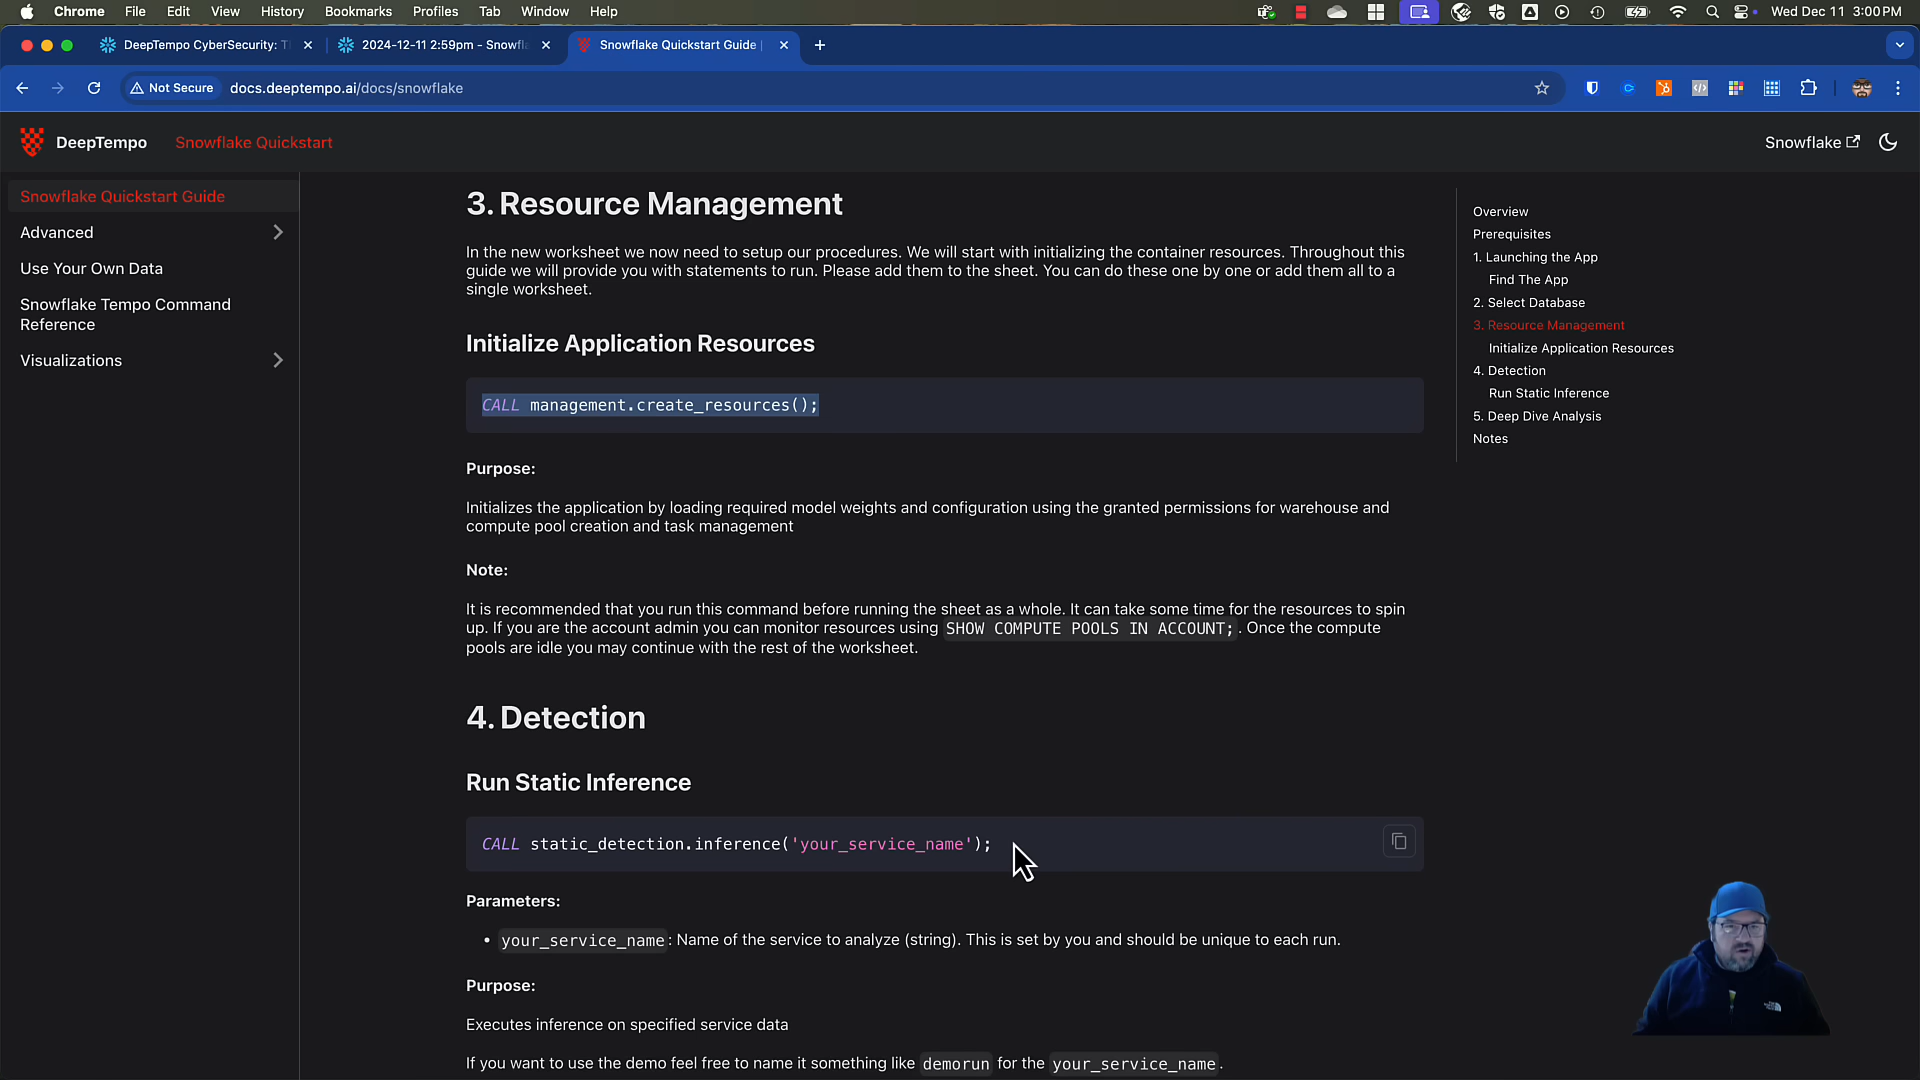 Chrome File Edit View History Bookmarks Profiles Tab Window Help Wed Dec 11 3:00 PM
DeepTempo CyberSecurity: T 2024-12-11 2:59pm - Snowfl Snowflake Quickstart Guide |
Not Secure docs.deeptempo.ai/docs/snowflake
DeepTempo Snowflake Quickstart Snowflake
Snowflake Quickstart Guide
Advanced
Use Your Own Data
Snowflake Tempo Command
Reference
Visualizations
3. Resource Management
In the new worksheet we now need to setup our procedures. We will start with initializing the container resources. Throughout this
guide we will provide you with statements to run. Please add them to the sheet. You can do these one by one or add them all to a
single worksheet.
Initialize Application Resources
CALL management.create_resources();
Purpose:
Initializes the application by loading required model weights and configuration using the granted permissions for warehouse and
compute pool creation and task management
Note:
It is recommended that you run this command before running the sheet as a whole. It can take some time for the resources to spin
up. If you are the account admin you can monitor resources using SHOW COMPUTE POOLS IN ACCOUNT;. Once the compute
pools are idle you may continue with the rest of the worksheet.
4. Detection
Run Static Inference
CALL static_detection.inference('your_service_name');
Parameters:
• your_service_name: Name of the service to analyze (string). This is set by you and should be unique to each run.
Purpose:
Executes inference on specified service data
If you want to use the demo feel free to name it something like demorun for the your_service_name.
Overview
Prerequisites
1. Launching the App
Find The App
2. Select Database
3. Resource Management
Initialize Application Resources
4. Detection
Run Static Inference
5. Deep Dive Analysis
Notes